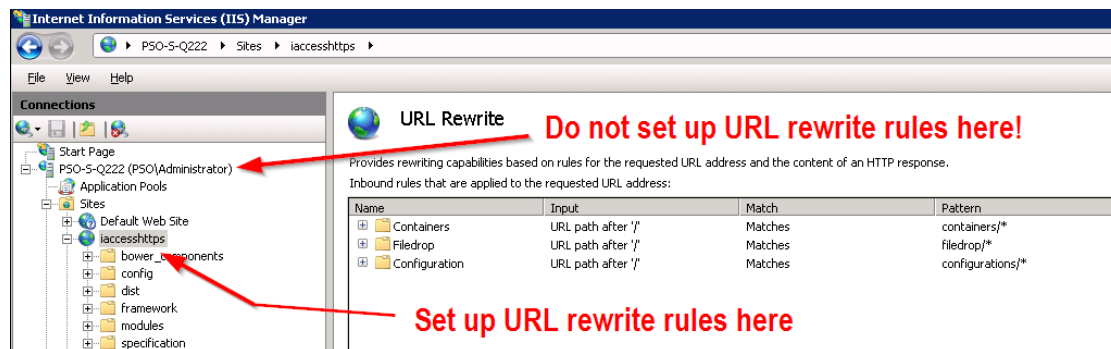 Internet Information Services (IIS) Manager
PSO-S-Q222 Sites iaccesshttps
File View Help
Connections
Start Page
PSO-S-Q222 (PSO\Administrator)
Application Pools
Sites
Default Web Site
iaccesshttps
bower_components
config
dist
framework
modules
specification
URL Rewrite
Do not set up URL rewrite rules here!
Provides rewriting capabilities based on rules for the requested URL address and the content of an HTTP response.
Inbound rules that are applied to the requested URL address:
Name Input Match Pattern
Containers URL path after '/' Matches containers/*
Filedrop URL path after '/' Matches filedrop/*
Configuration URL path after '/' Matches configurations/*
Set up URL rewrite rules here